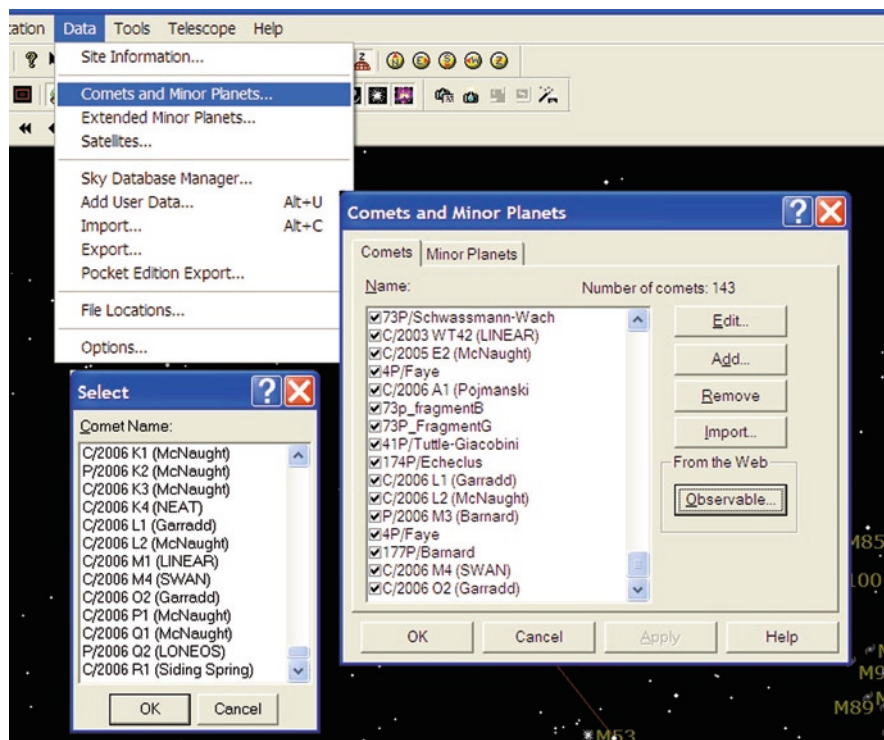 Data Tools Telescope Help
Site Information...
Comets and Minor Planets...
Extended Minor Planets...
Satellites...
Sky Database Manager...
Add User Data... Alt+U
Import... Alt+C
Export...
Pocket Edition Export...
File Locations...
Options...
Comets and Minor Planets
Comets Minor Planets
Name: Number of comets: 143
73P/Schwassmann-Wach
C/2003 WT42 (LINEAR)
C/2005 E2 (McNaught)
4P/Faye
C/2006 A1 (Pojmanski
73p_fragmentB
73P_FragmentG
41P/Tuttle-Giacobini
174P/Echeclus
C/2006 L1 (Garradd)
C/2006 L2 (McNaught)
P/2006 M3 (Barnard)
4P/Faye
177P/Barnard
C/2006 M4 (SWAN)
C/2006 O2 (Garradd)
Edit...
Add...
Remove
Import...
From the Web
Observable...
OK Cancel Apply Help
Select
Comet Name:
C/2006 K1 (McNaught)
P/2006 K2 (McNaught)
C/2006 K3 (McNaught)
C/2006 K4 (NEAT)
C/2006 L1 (Garradd)
C/2006 L2 (McNaught)
C/2006 M1 (LINEAR)
C/2006 M4 (SWAN)
C/2006 O2 (Garradd)
C/2006 P1 (McNaught)
C/2006 Q1 (McNaught)
P/2006 Q2 (LONEOS)
C/2006 R1 (Siding Spring)
OK Cancel
M85
100
M9
M89
M53